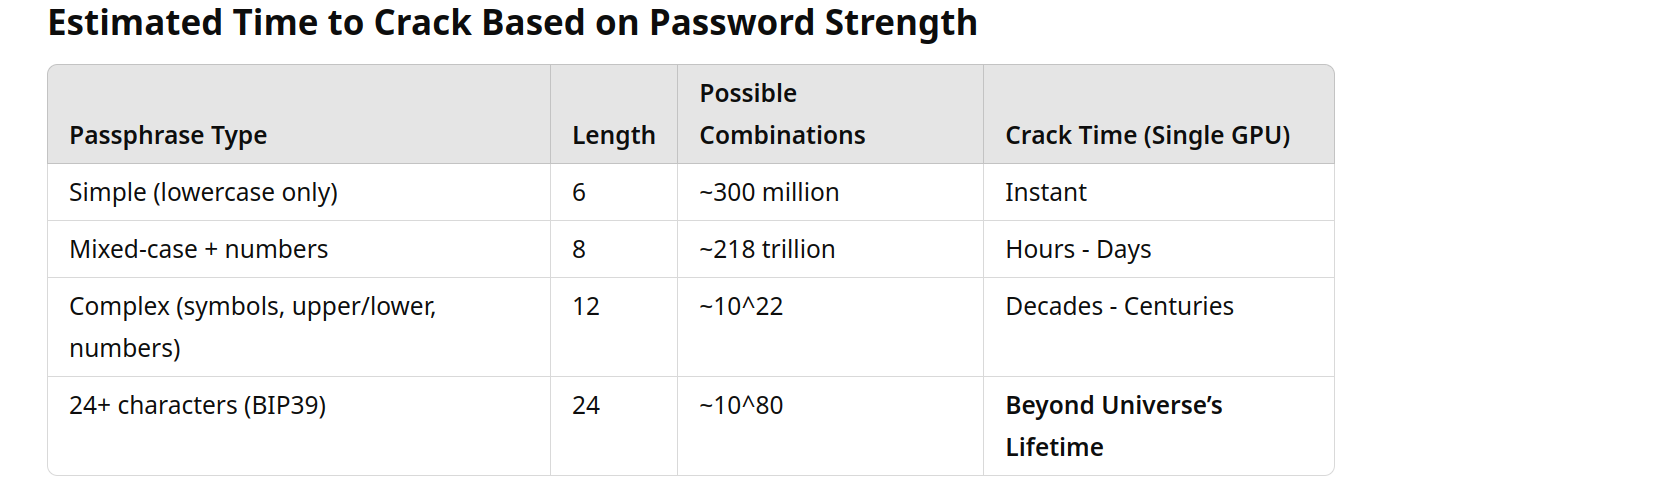 Estimated Time to Crack Based on Password Strength
Passphrase Type
Length
Possible
Combinations
Crack Time (Single GPU)
Simple (lowercase only)
6
~300 million
Instant
Mixed-case + numbers
8
~218 trillion
Hours - Days
Complex (symbols, upper/lower,
numbers)
12
~10^22
Decades - Centuries
24+ characters (BIP39)
24
~10^80
Beyond Universe’s
Lifetime